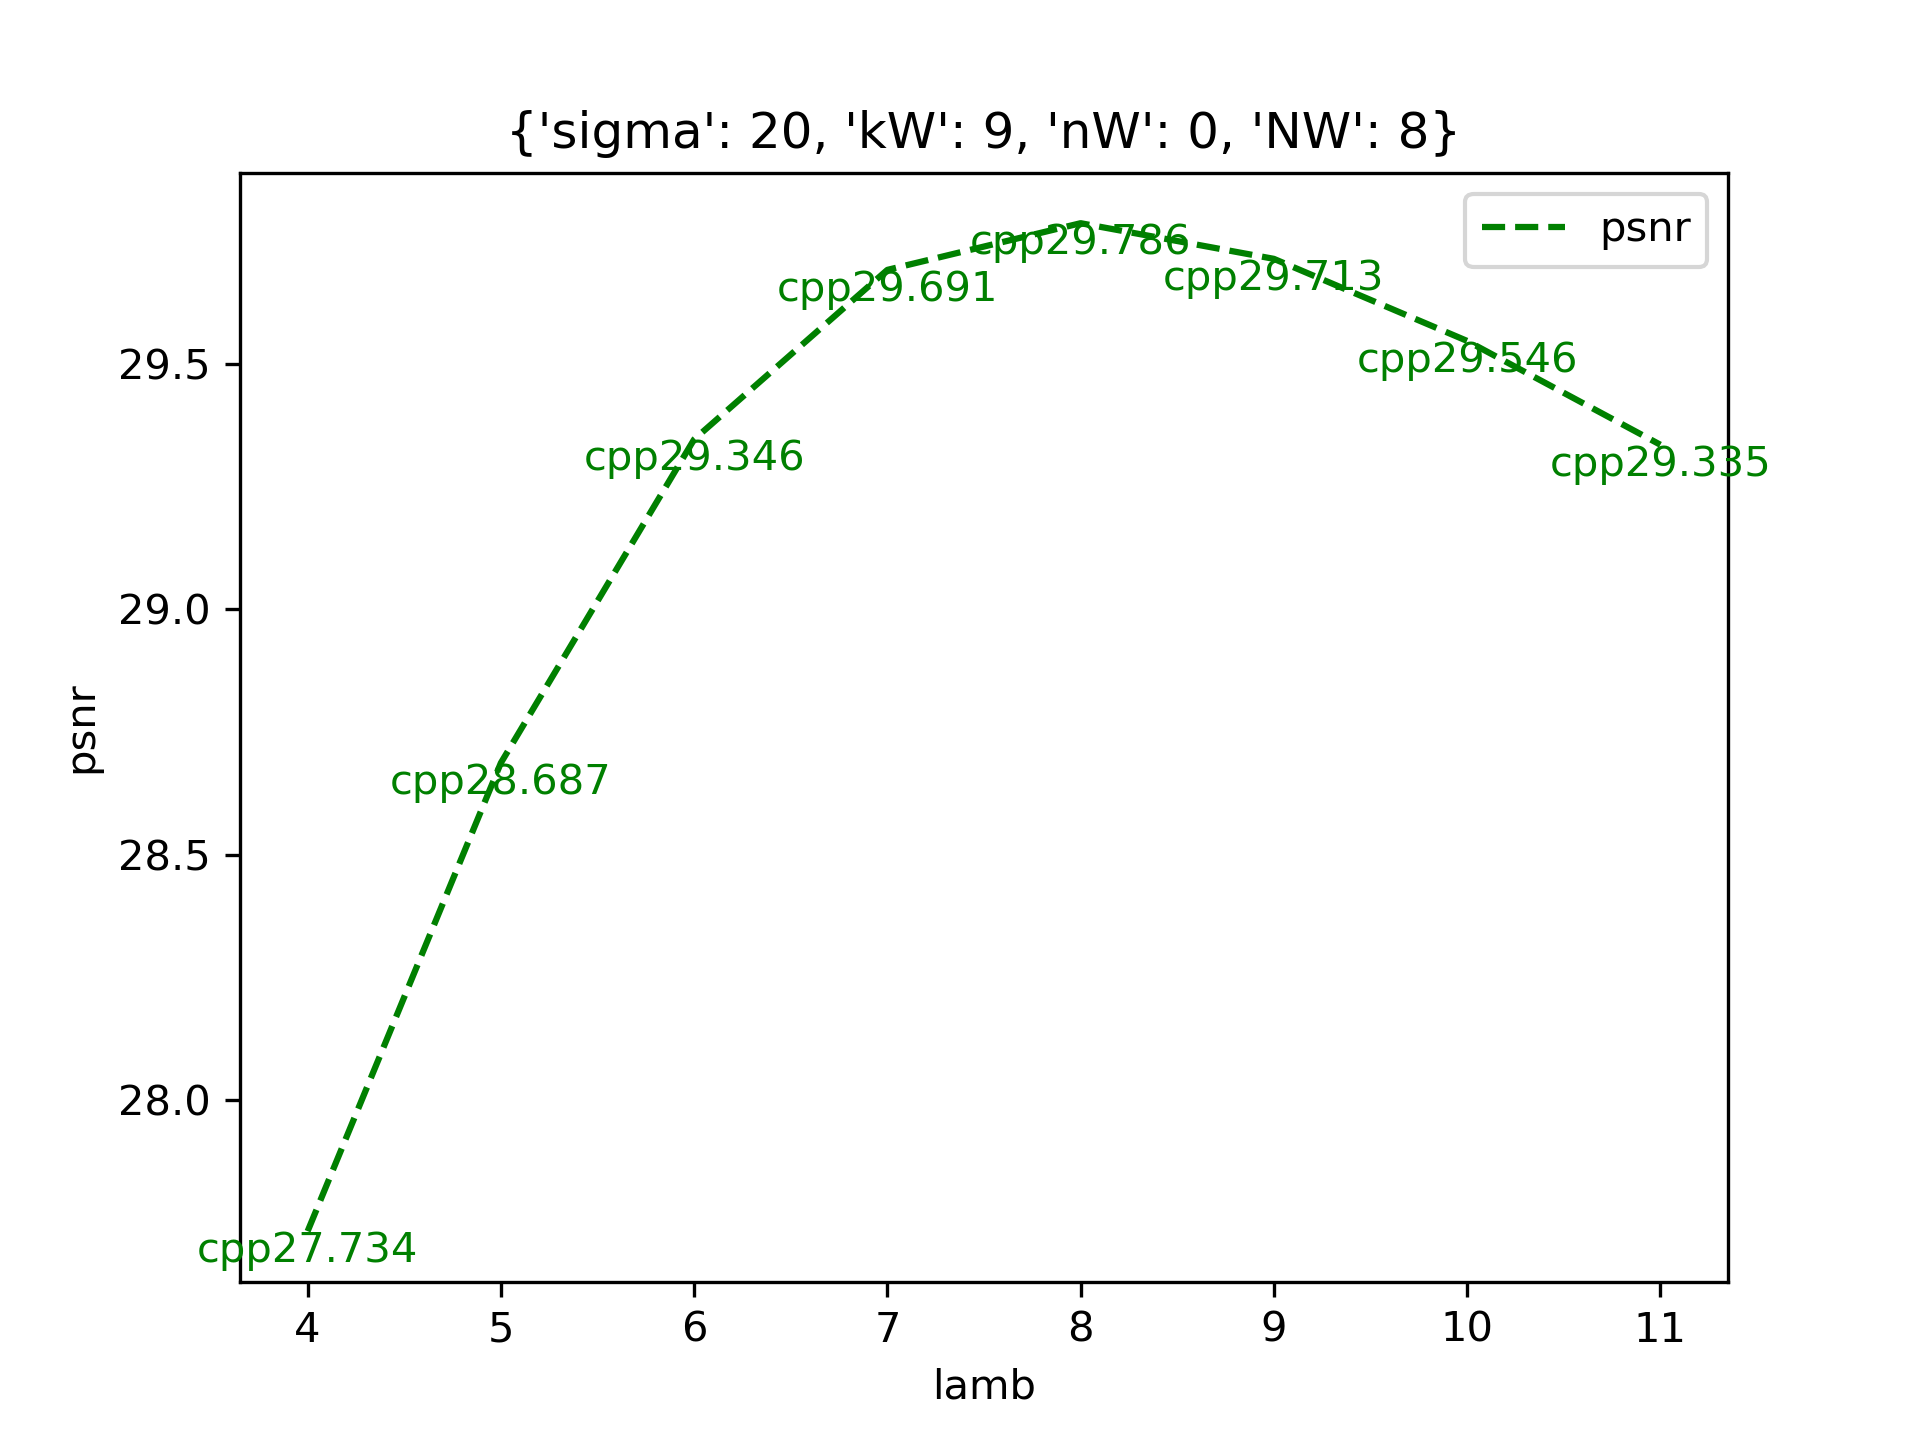 {'sigma': 20, 'kW': 9, 'nW': 0, 'NW': 8}
psnr
cpp29.786
cpp29.713
cpp29.691
cpp29.546
cpp29.346
cpp29.335
cpp28.687
cpp27.734
29.5
29.0
28.5
28.0
psnr
4 5 6 7 8 9 10 11
lamb